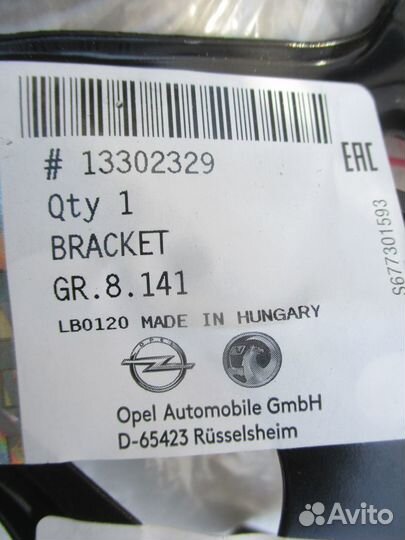 # 13302329
EAC
Qty 1
BRACKET
GR.8.141
S677301593
LB0120 MADE IN HUNGARY
OPEL
Opel Automobile GmbH
D-65423 Rüsselsheim
Avito